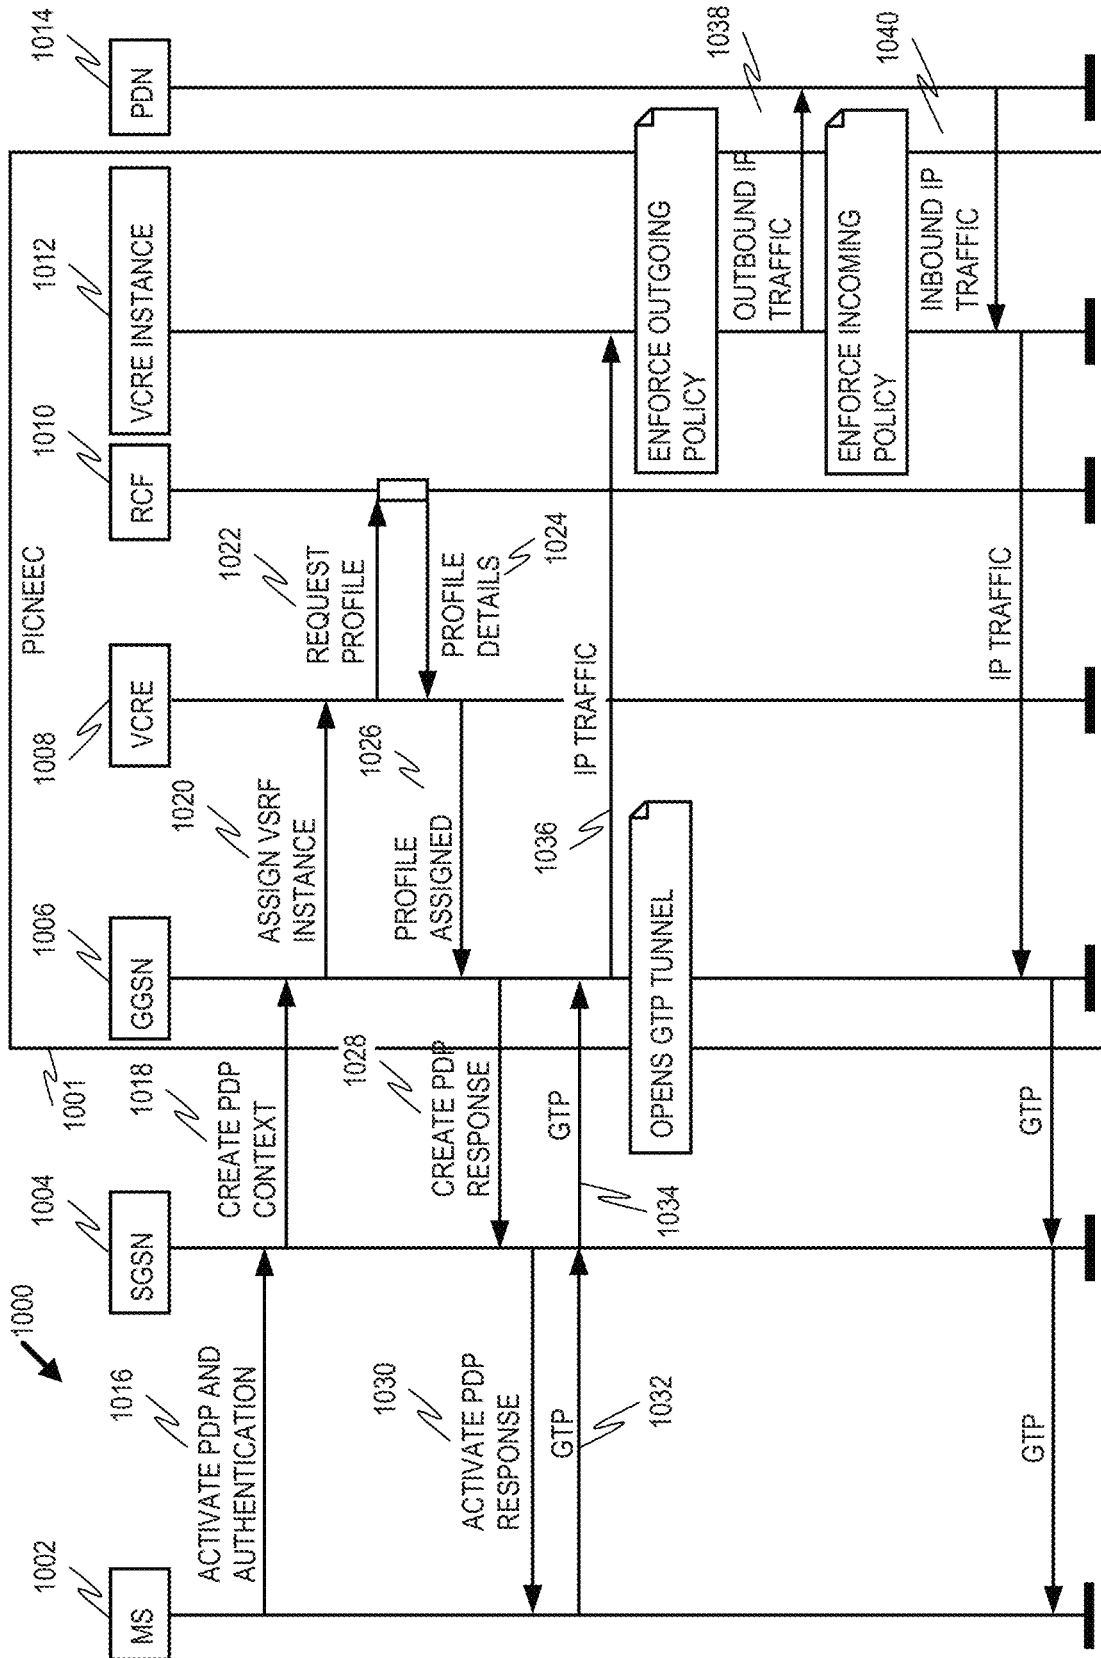 1000
1002
MS
1004
SGSN
1001
PICNEEC
1006
GGSN
1008
VCRE
1010
RCF
1012
VCRE INSTANCE
1014
PDN
1016
ACTIVATE PDP AND
AUTHENTICATION
1018
CREATE PDP
CONTEXT
1020
ASSIGN VSRF
INSTANCE
1022
REQUEST
PROFILE
PROFILE
DETAILS
1024
1026
PROFILE
ASSIGNED
1028
CREATE PDP
RESPONSE
1030
ACTIVATE PDP
RESPONSE
GTP
1032
GTP
1034
IP TRAFFIC
1036
OPENS GTP TUNNEL
ENFORCE OUTGOING
POLICY
1038
OUTBOUND IP
TRAFFIC
ENFORCE INCOMING
POLICY
1040
INBOUND IP
TRAFFIC
IP TRAFFIC
GTP
GTP